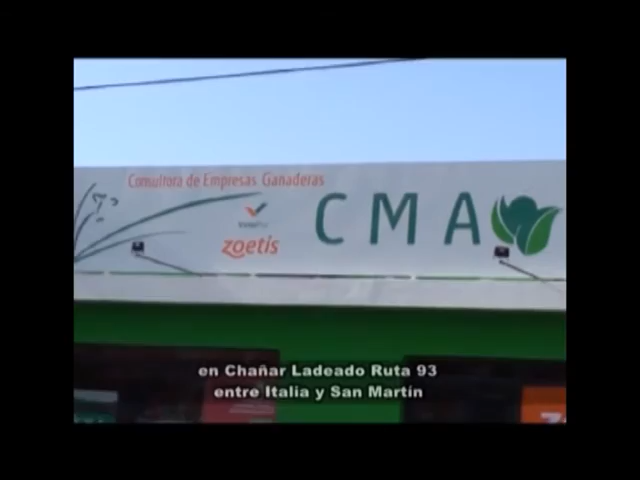 Consultora de Empresas Ganaderas
CMA
zoetis
en Chañar Ladeado Ruta 93
entre Italia y San Martín